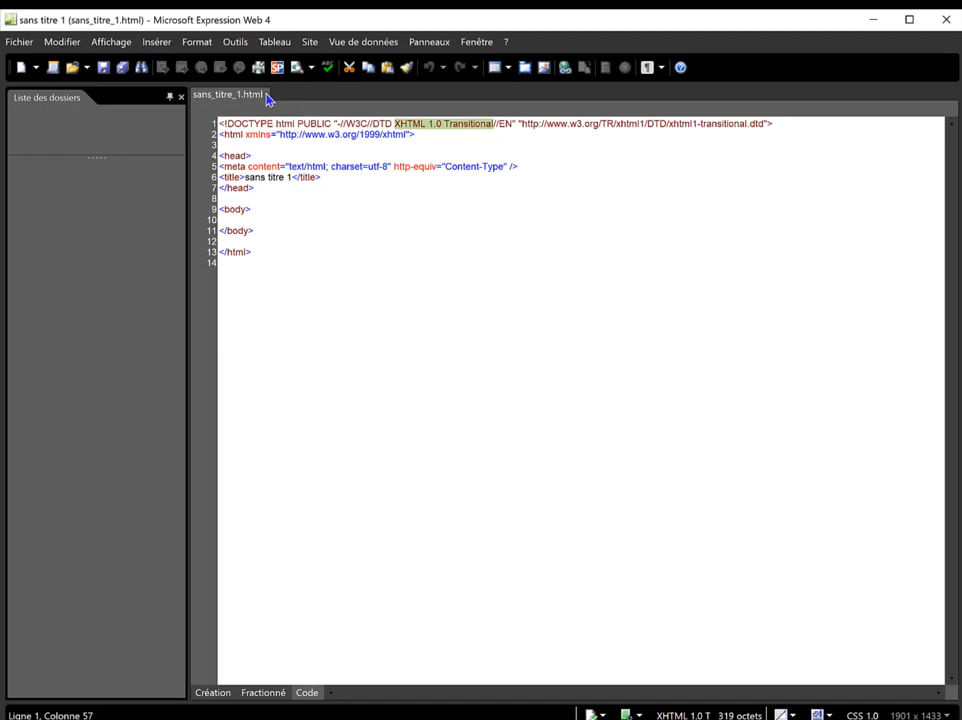 sans titre 1 (sans_titre_1.html) - Microsoft Expression Web 4
Fichier Modifier Affichage Insérer Format Outils Tableau Site Vue de données Panneaux Fenêtre ?
SP ABC
Liste des dossiers
sans_titre_1.html
1 <!DOCTYPE html PUBLIC "-//W3C//DTD XHTML 1.0 Transitional//EN" "http://www.w3.org/TR/xhtml1/DTD/xhtml1-transitional.dtd">
2 <html xmlns="http://www.w3.org/1999/xhtml">
3
4 <head>
5 <meta content="text/html; charset=utf-8" http-equiv="Content-Type" />
6 <title>sans titre 1</title>
7 </head>
8
9 <body>
10
11 </body>
12
13 </html>
14
Création Fractionné Code
Ligne 1, Colonne 57 XHTML 1.0 T 319 octets CSS 1.0 1901 x 1433